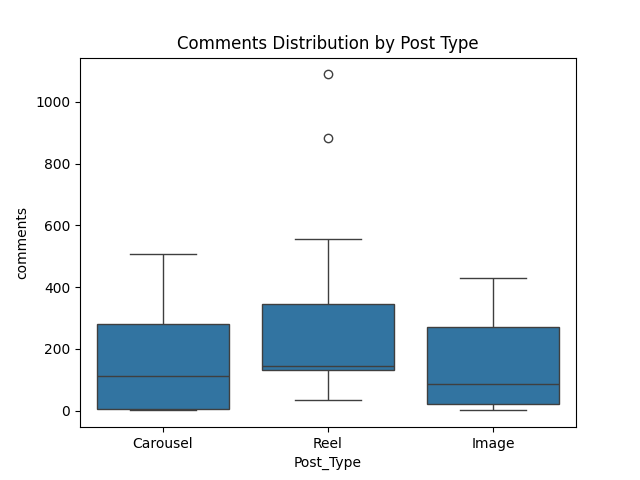 Comments Distribution by Post Type
1000
800
600
400
200
0
comments
Carousel
Reel
Image
Post_Type